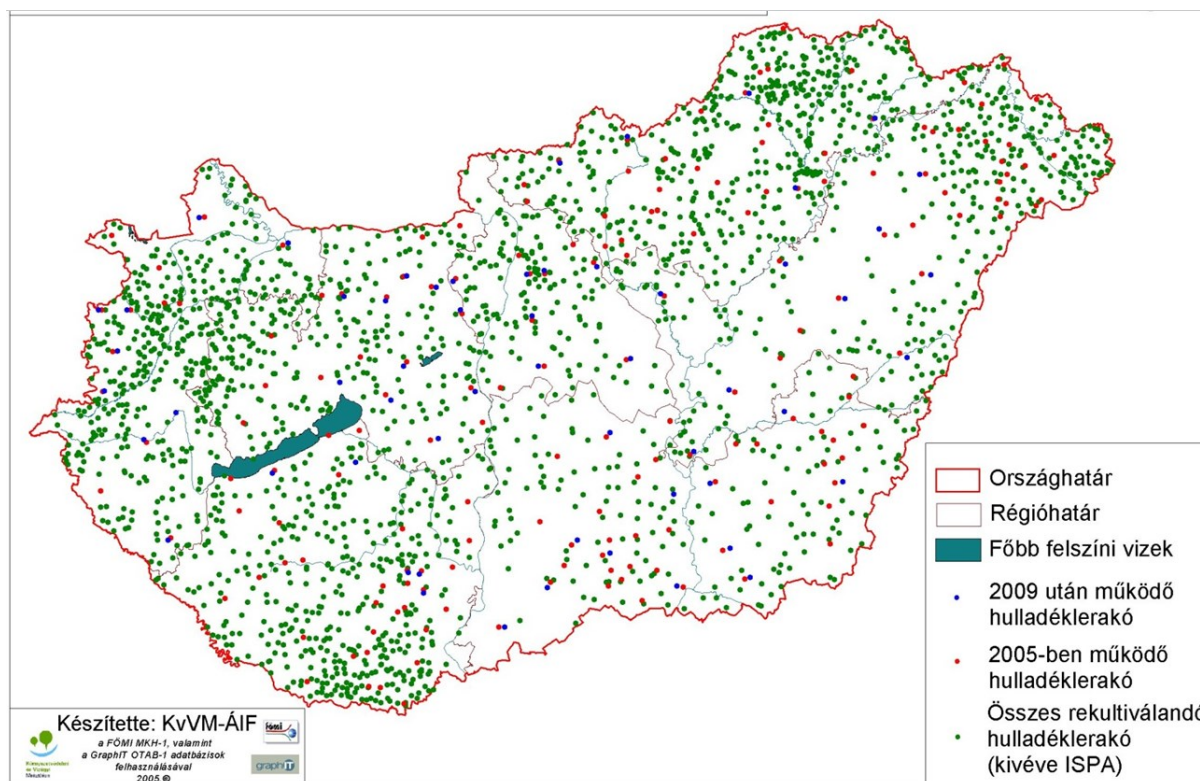 Országhatár
Régióhatár
Főbb felszíni vizek
2009 után működő
hulladéklerakó
2005-ben működő
hulladéklerakó
Összes rekultiválandó
hulladéklerakó
(kivéve ISPA)
Készítette: KvVM-ÁIF
a FÖMI MKH-1, valamint
a GraphIT OTAB-1 adatbázisok
felhasználásával
2005 ©
graphIT